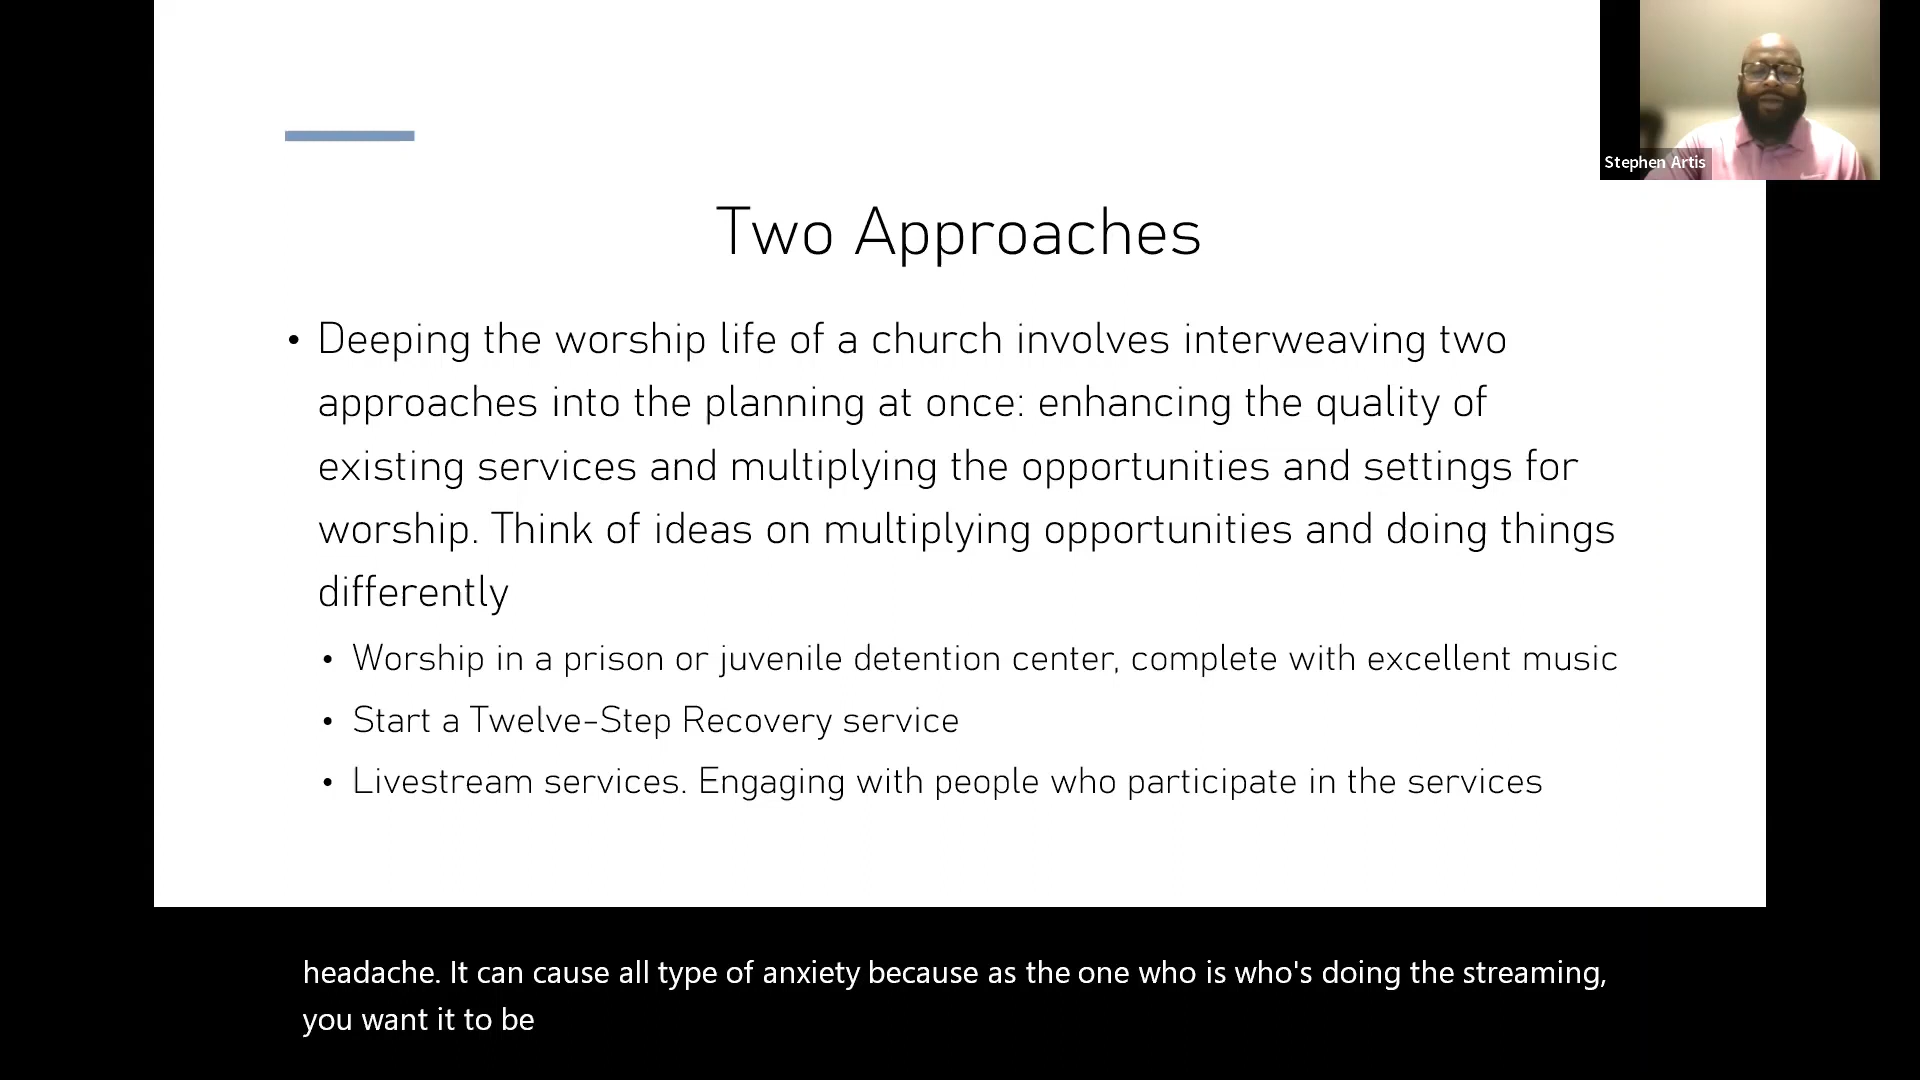 Stephen Artis
Two Approaches
• Deeping the worship life of a church involves interweaving two
approaches into the planning at once: enhancing the quality of
existing services and multiplying the opportunities and settings for
worship. Think of ideas on multiplying opportunities and doing things
differently
• Worship in a prison or juvenile detention center, complete with excellent music
• Start a Twelve-Step Recovery service
• Livestream services. Engaging with people who participate in the services
headache. It can cause all type of anxiety because as the one who is who's doing the streaming,
you want it to be